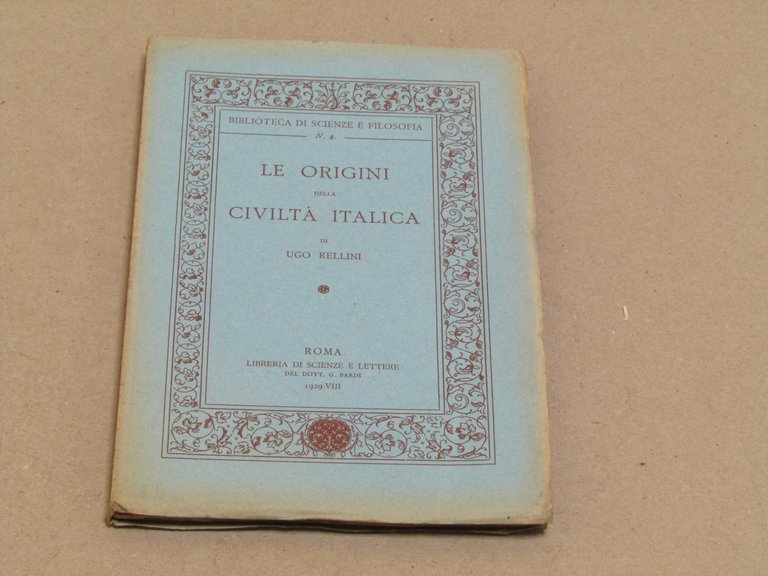 BIBLIOTECA DI SCIENZE E FILOSOFIA
N. 4.
LE ORIGINI
DELLA
CIVILTÀ ITALICA
DI
UGO RELLINI
ROMA
LIBRERIA DI SCIENZE E LETTERE
DEL DOTT. G. BARDI
1929-VIII